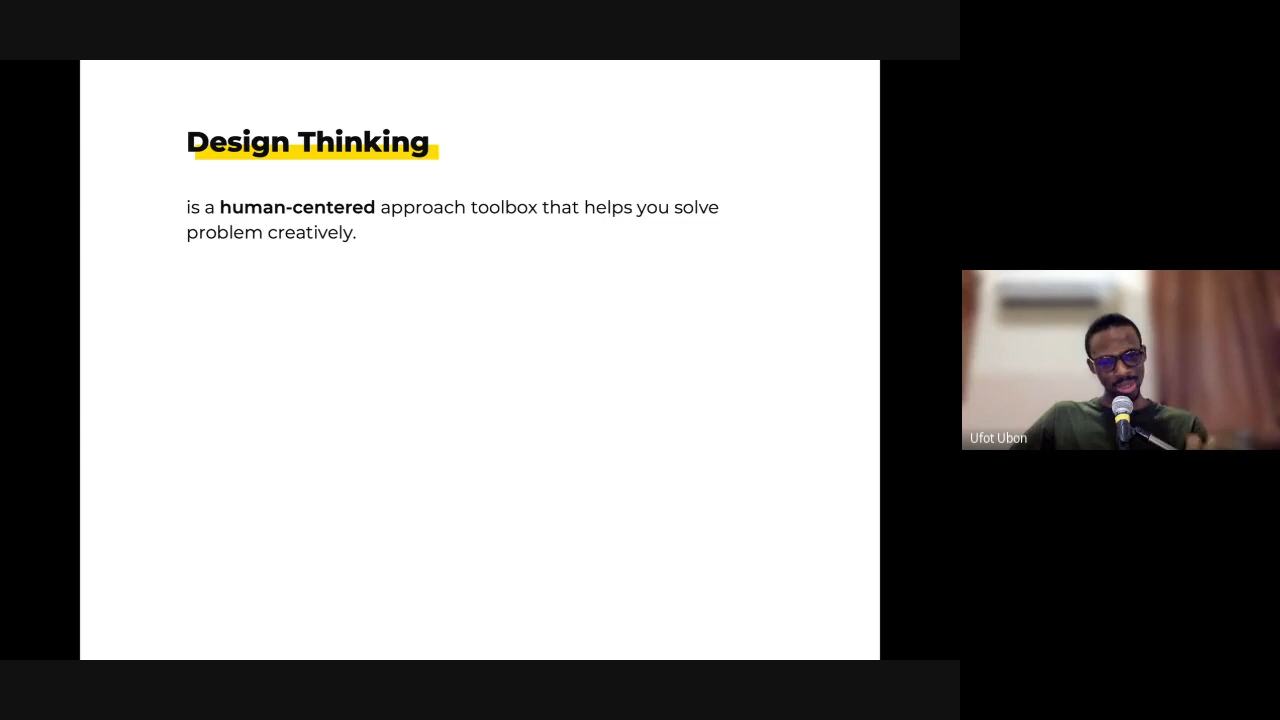 Design Thinking
is a human-centered approach toolbox that helps you solve
problem creatively.
Ufot Ubon